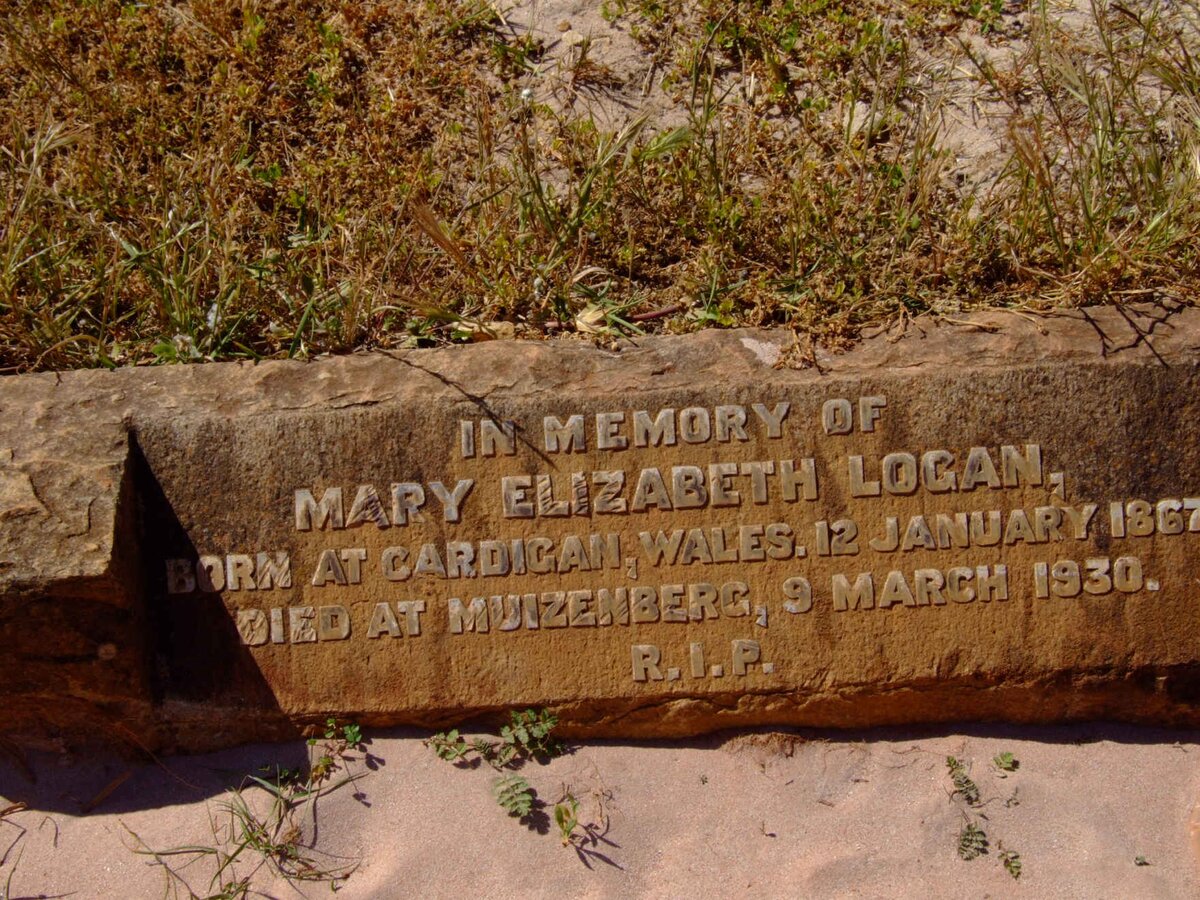 IN MEMORY OF
MARY ELIZABETH LOGAN,
BORN AT CARDIGAN, WALES. 12 JANUARY 1867
DIED AT MUIZENBERG, 9 MARCH 1930.
R.I.P.